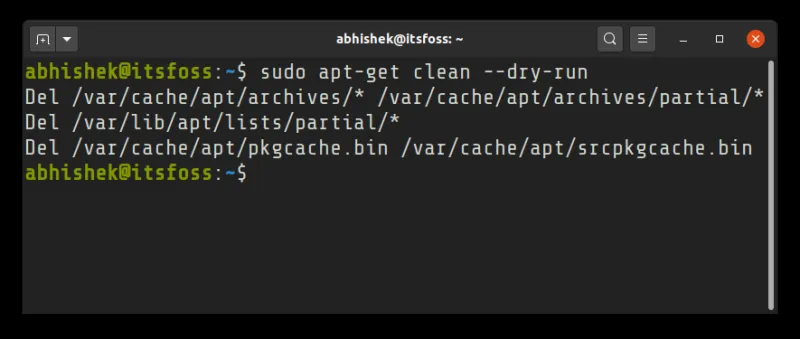 abhishek@itsfoss: ~
abhishek@itsfoss:~$ sudo apt-get clean --dry-run
Del /var/cache/apt/archives/* /var/cache/apt/archives/partial/*
Del /var/lib/apt/lists/partial/*
Del /var/cache/apt/pkgcache.bin /var/cache/apt/srcpkgcache.bin
abhishek@itsfoss:~$